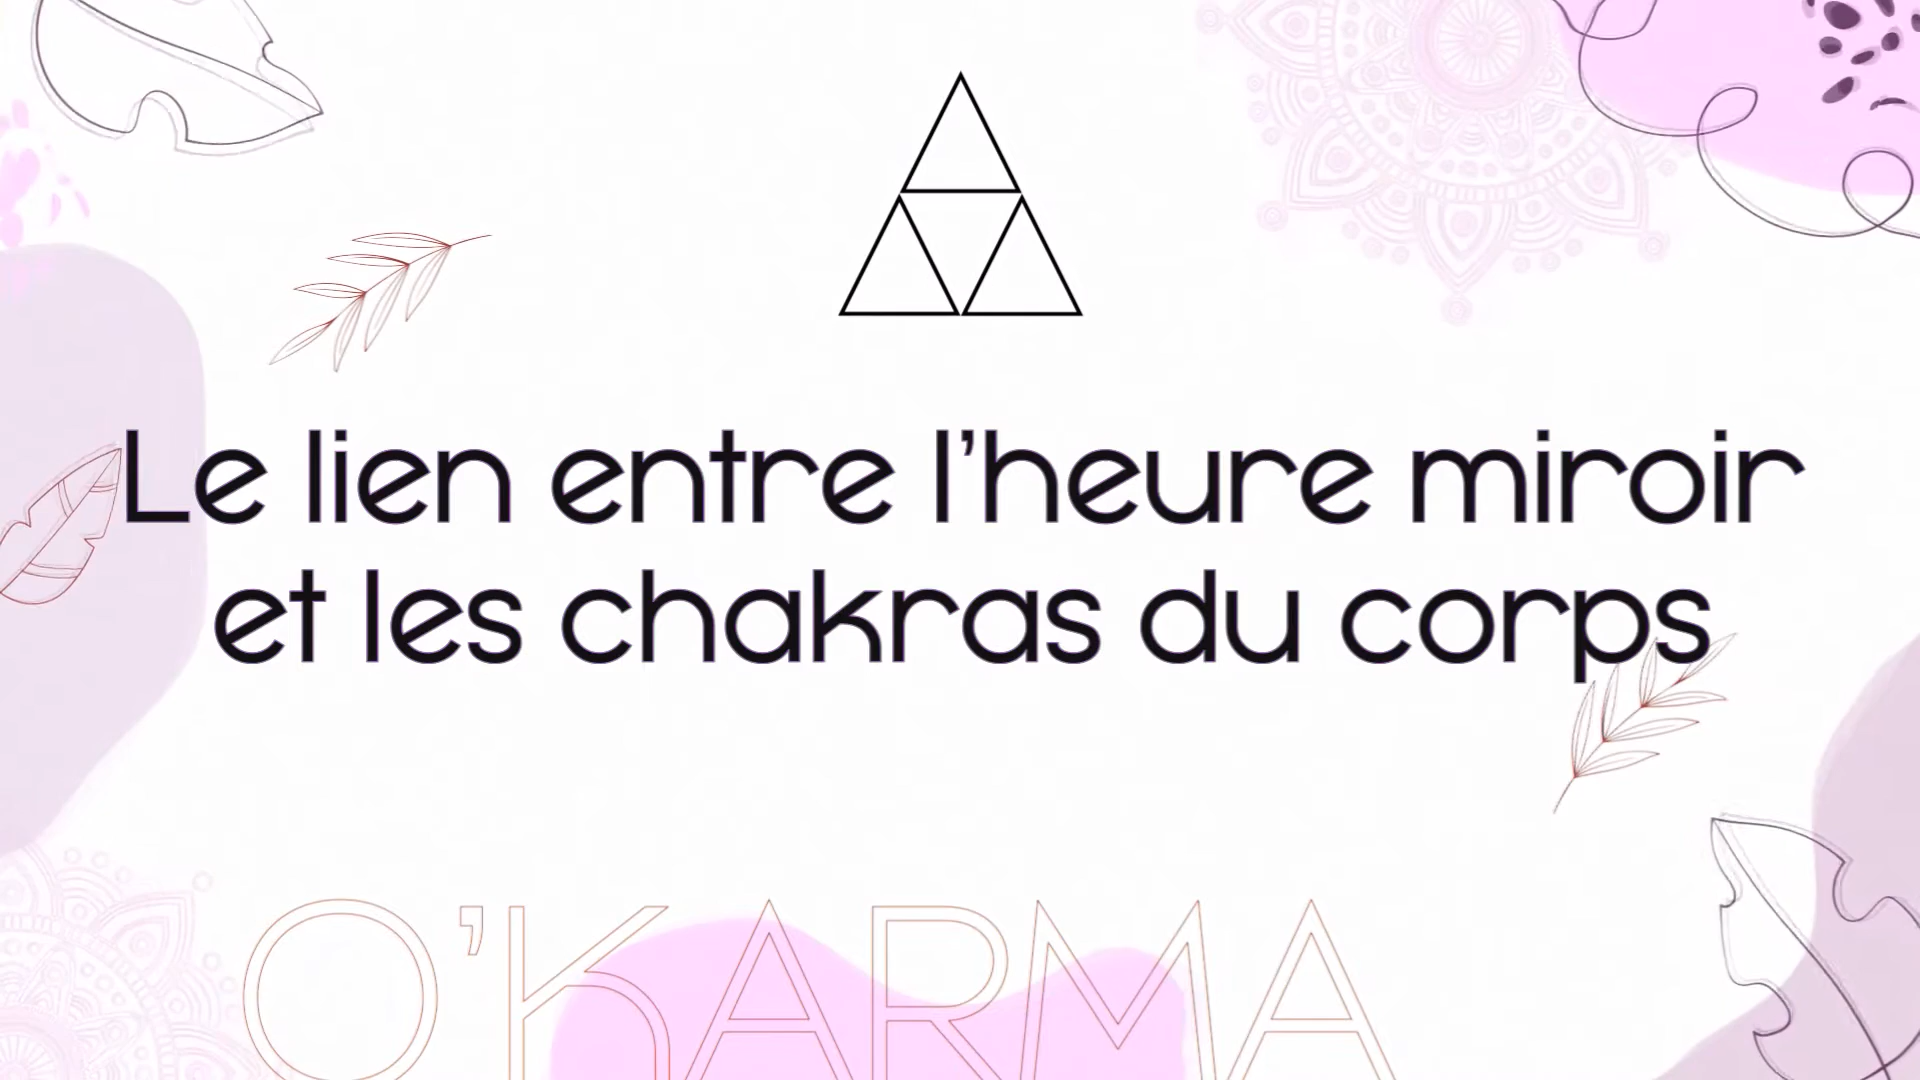 Le lien entre l’heure miroir
et les chakras du corps
O’KARMA